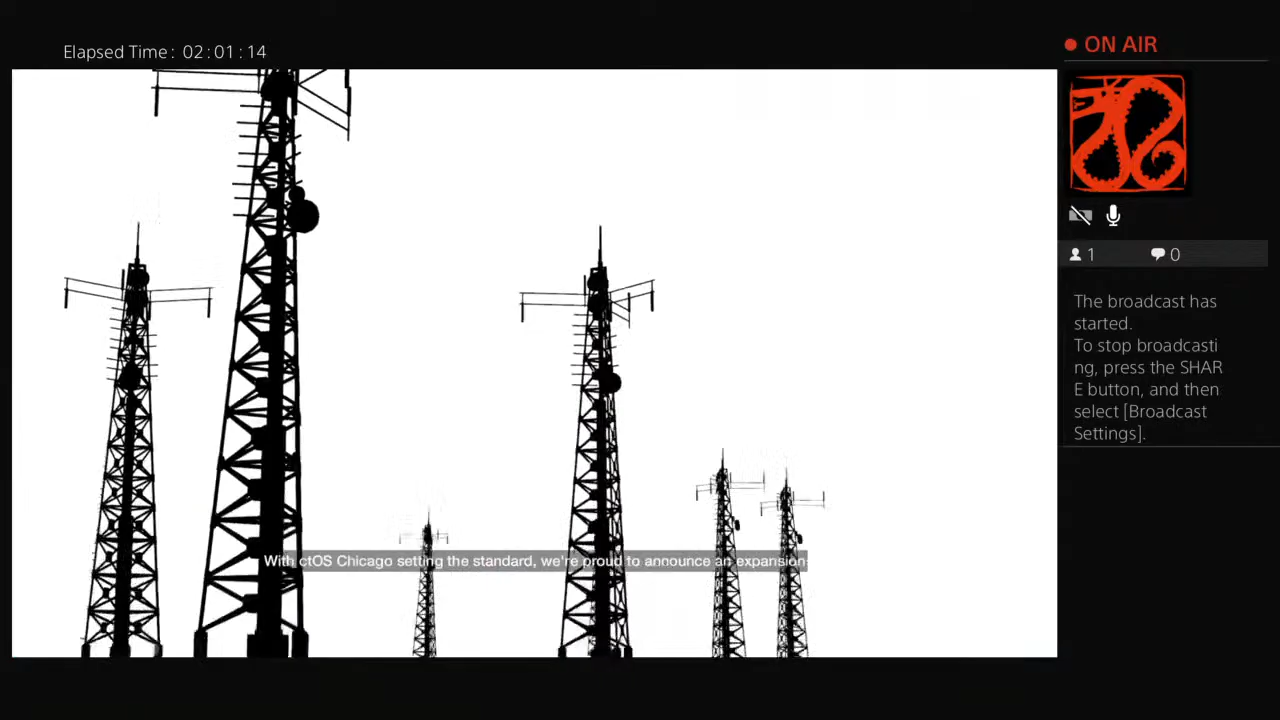 Elapsed Time: 02:01:14
ON AIR
1
0
The broadcast has
started.
To stop broadcasti
ng, press the SHAR
E button, and then
select [Broadcast
Settings].
With ctOS Chicago setting the standard, we're proud to announce an expansion